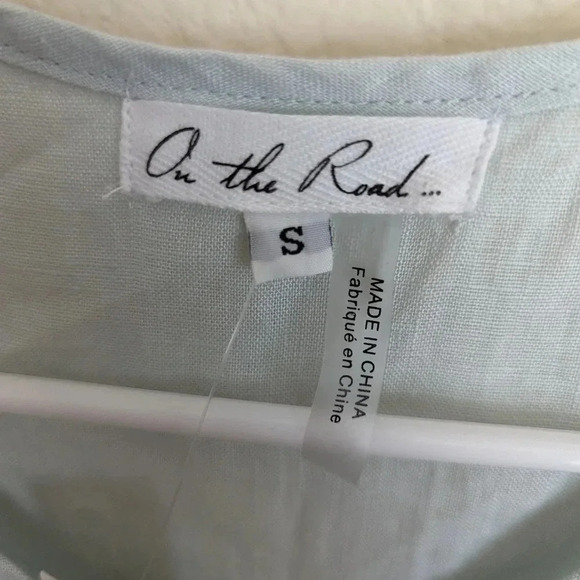 On the Road...
S
MADE IN CHINA
Fabriqué en Chine